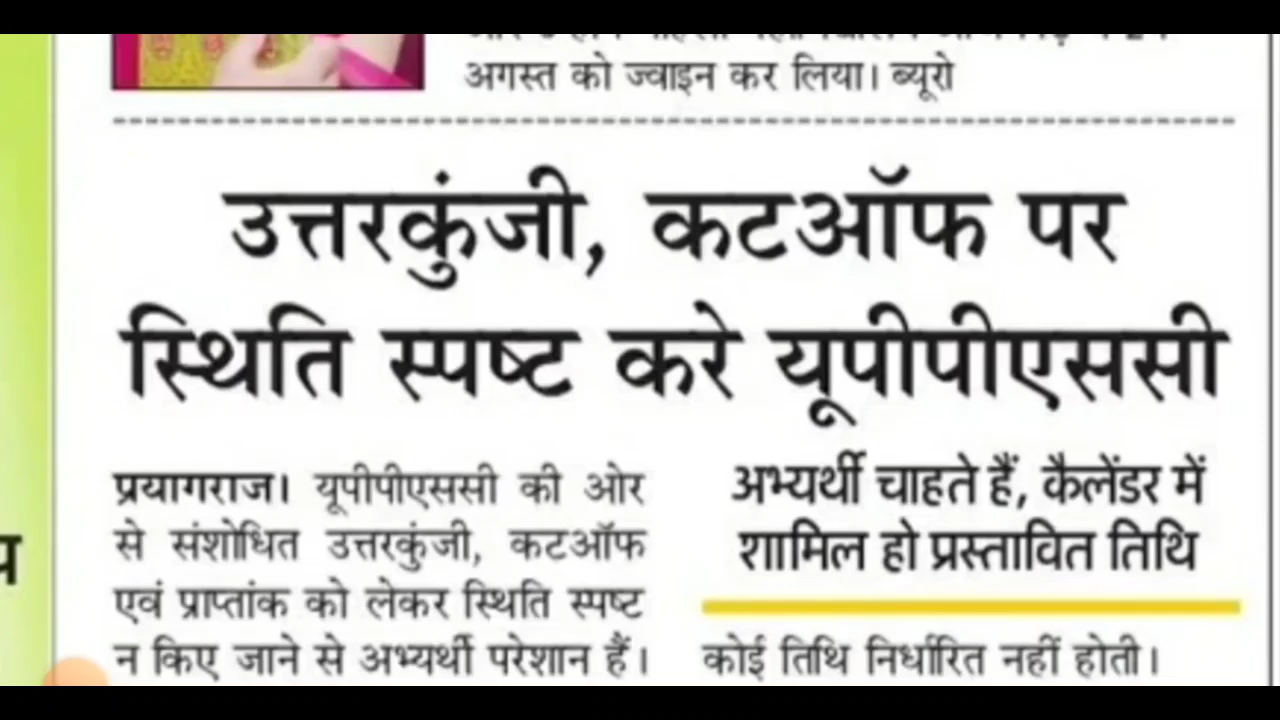 अगस्त को ज्वाइन कर लिया। ब्यूरो
उत्तरकुंजी, कटऑफ पर
स्थिति स्पष्ट करे यूपीपीएससी
प्रयागराज। यूपीपीएससी की ओर
से संशोधित उत्तरकुंजी, कटऑफ
एवं प्राप्तांक को लेकर स्थिति स्पष्ट
न किए जाने से अभ्यर्थी परेशान हैं।
अभ्यर्थी चाहते हैं, कैलेंडर में
शामिल हो प्रस्तावित तिथि
कोई तिथि निर्धारित नहीं होती।